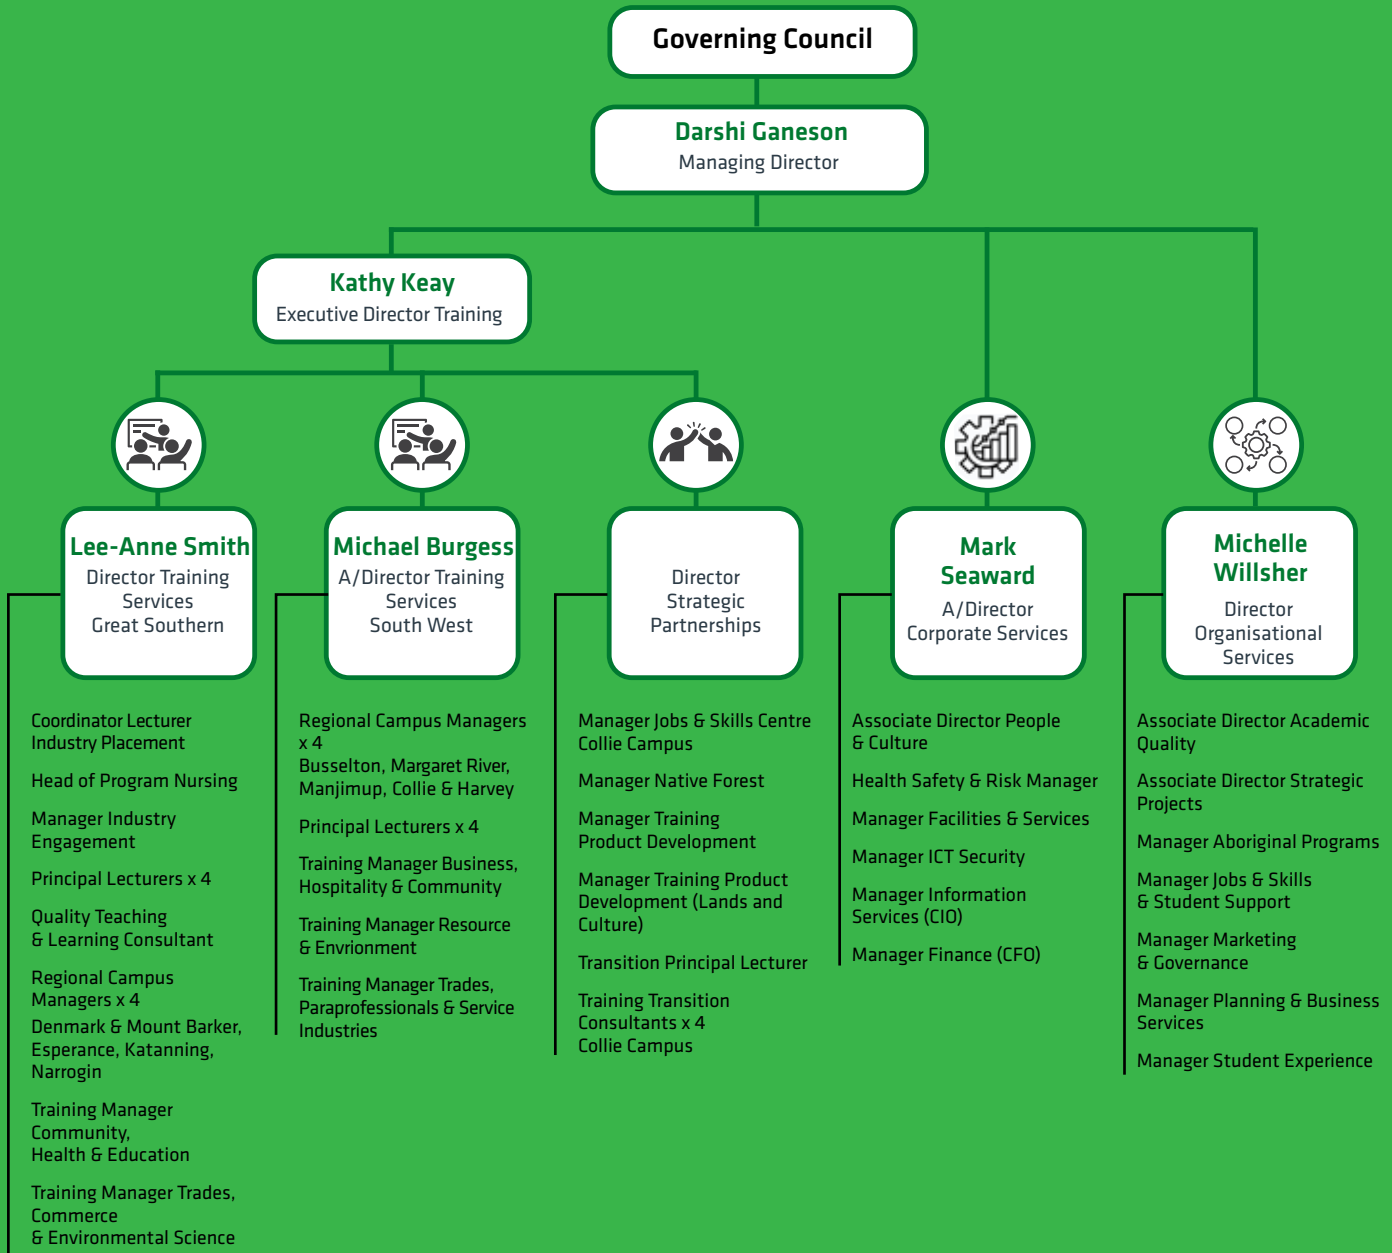 Governing Council
Darshi Ganeson
Managing Director
Kathy Keay
Executive Director Training
Lee-Anne Smith
Director Training
Services
Great Southern
Coordinator Lecturer
Industry Placement
Head of Program Nursing
Manager Industry
Engagement
Principal Lecturers x 4
Quality Teaching
& Learning Consultant
Regional Campus
Managers x 4
Denmark & Mount Barker,
Esperance, Katanning,
Narrogin
Training Manager
Community,
Health & Education
Training Manager Trades,
Commerce
& Environmental Science
Michael Burgess
A/Director Training
Services
South West
Regional Campus Managers
x 4
Busselton, Margaret River,
Manjimup, Collie & Harvey
Principal Lecturers x 4
Training Manager Business,
Hospitality & Community
Training Manager Resource
& Envrionment
Training Manager Trades,
Paraprofessionals & Service
Industries
Director
Strategic
Partnerships
Manager Jobs & Skills Centre
Collie Campus
Manager Native Forest
Manager Training
Product Development
Manager Training Product
Development (Lands and
Culture)
Transition Principal Lecturer
Training Transition
Consultants x 4
Collie Campus
Mark
Seaward
A/Director
Corporate Services
Associate Director People
& Culture
Health Safety & Risk Manager
Manager Facilities & Services
Manager ICT Security
Manager Information
Services (CIO)
Manager Finance (CFO)
Michelle
Willsher
Director
Organisational
Services
Associate Director Academic
Quality
Associate Director Strategic
Projects
Manager Aboriginal Programs
Manager Jobs & Skills
& Student Support
Manager Marketing
& Governance
Manager Planning & Business
Services
Manager Student Experience